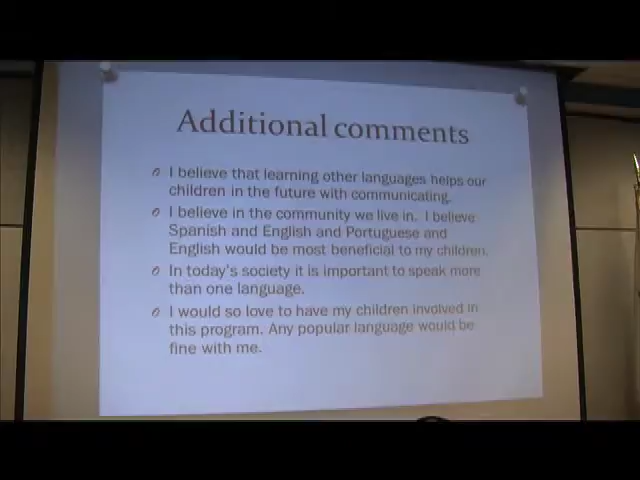 Additional comments
I believe that learning other languages helps our
children in the future with communicating.
I believe in the community we live in. I believe
Spanish and English and Portuguese and
English would be most beneficial to my children.
In today's society it is important to speak more
than one language.
I would so love to have my children involved in
this program. Any popular language would be
fine with me.